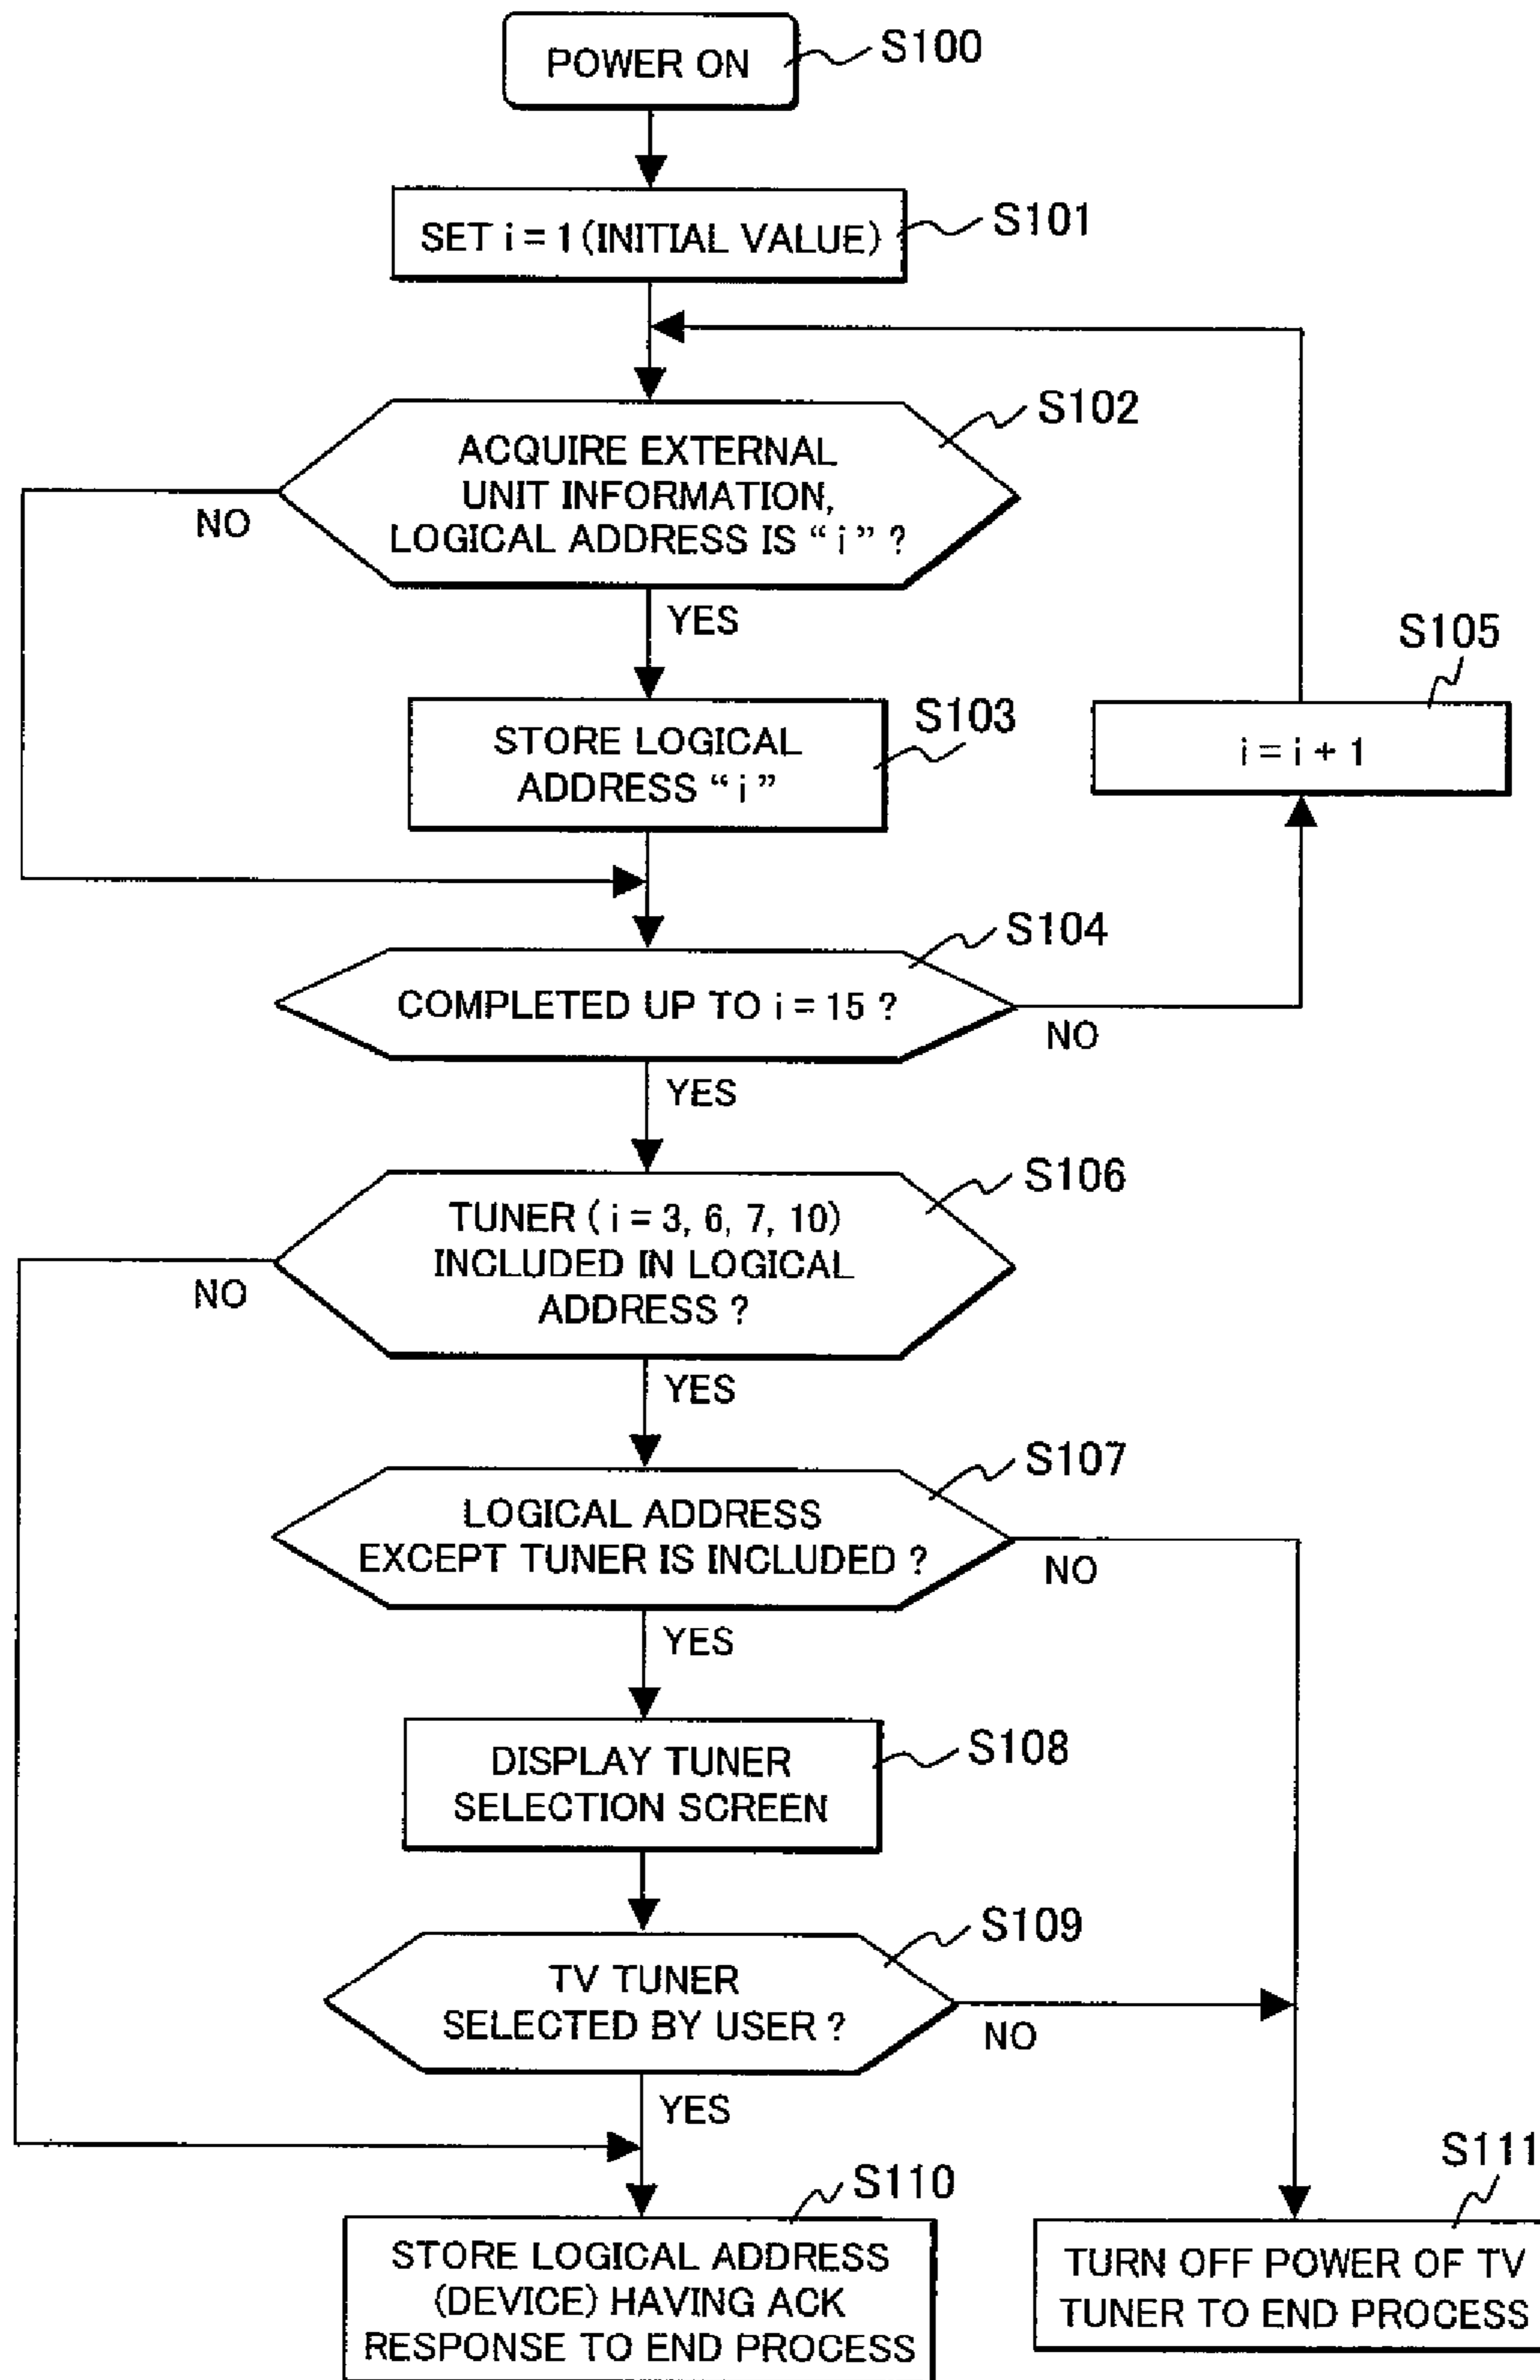 POWER ON
S100
SET i = 1 (INITIAL VALUE)
S101
ACQUIRE EXTERNAL
UNIT INFORMATION,
LOGICAL ADDRESS IS “ i ” ?
S102
NO
YES
STORE LOGICAL
ADDRESS “ i ”
S103
S105
i = i + 1
COMPLETED UP TO i = 15 ?
S104
NO
YES
TUNER ( i = 3, 6, 7, 10)
INCLUDED IN LOGICAL
ADDRESS ?
S106
NO
YES
LOGICAL ADDRESS
EXCEPT TUNER IS INCLUDED ?
S107
NO
YES
DISPLAY TUNER
SELECTION SCREEN
S108
TV TUNER
SELECTED BY USER ?
S109
NO
YES
S110
STORE LOGICAL ADDRESS
(DEVICE) HAVING ACK
RESPONSE TO END PROCESS
S111
TURN OFF POWER OF TV
TUNER TO END PROCESS